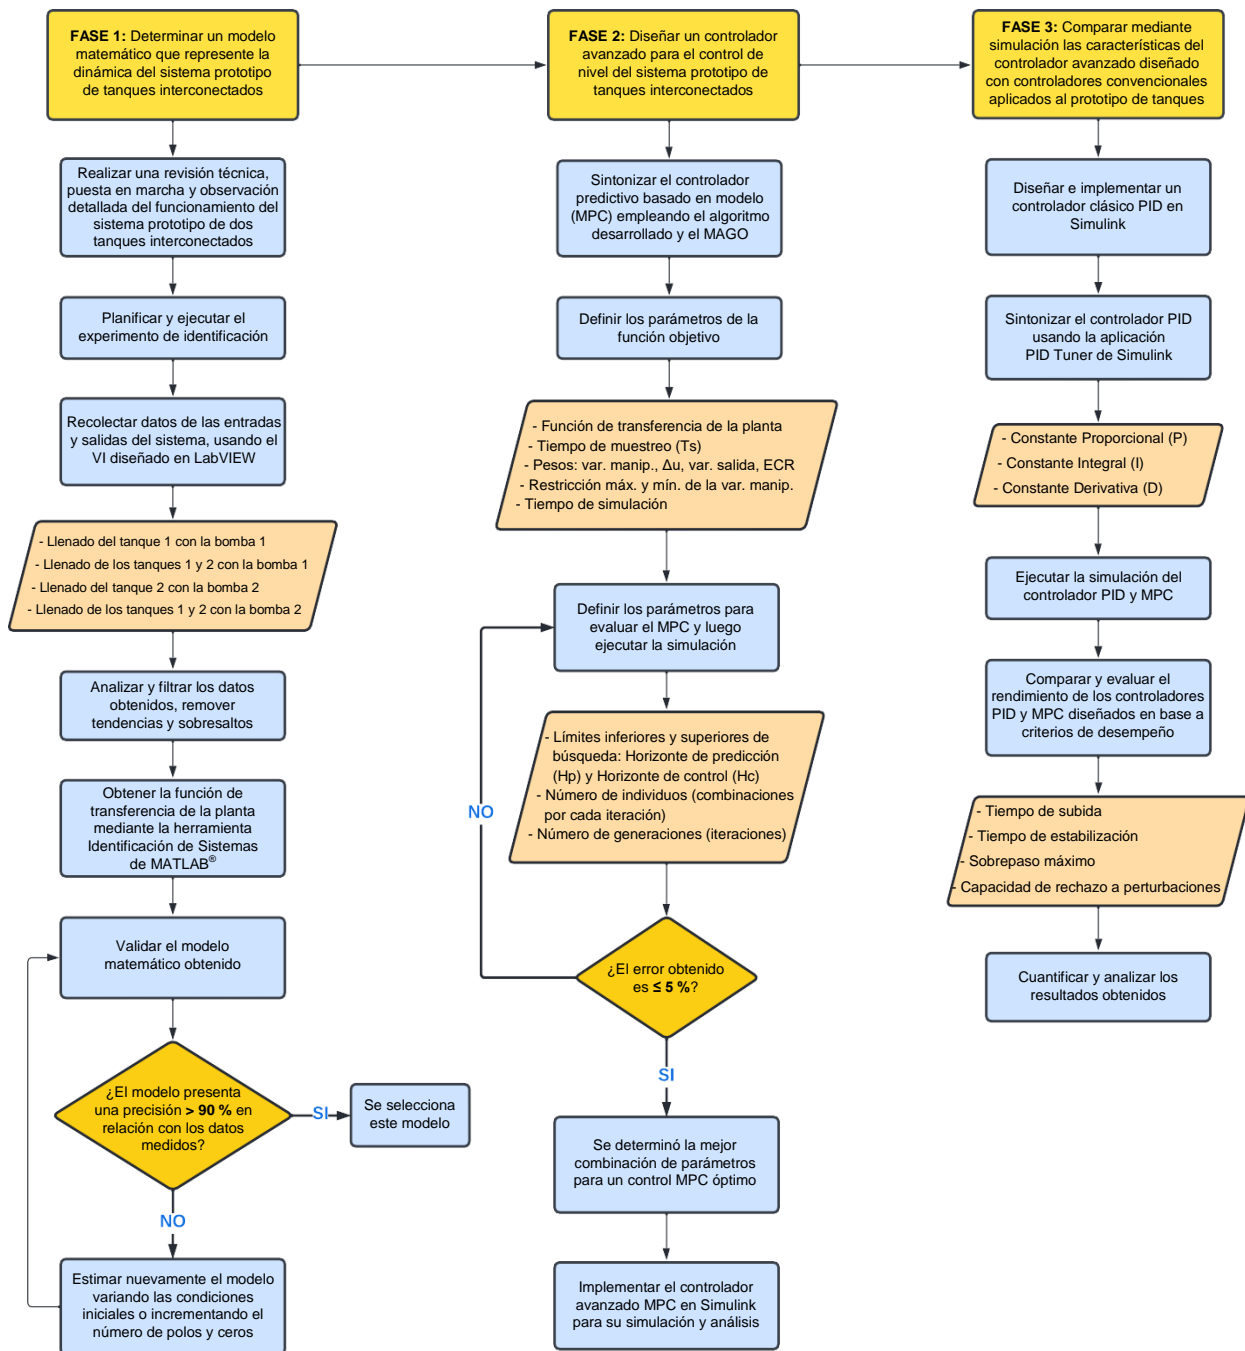 FASE 1: Determinar un modelo
matemático que represente la
dinámica del sistema prototipo
de tanques interconectados
Realizar una revisión técnica,
puesta en marcha y observación
detallada del funcionamiento del
sistema prototipo de dos
tanques interconectados
Planificar y ejecutar el
experimento de identificación
Recolectar datos de las entradas
y salidas del sistema, usando el
VI diseñado en LabVIEW
- Llenado del tanque 1 con la bomba 1
- Llenado de los tanques 1 y 2 con la bomba 1
- Llenado del tanque 2 con la bomba 2
- Llenado de los tanques 1 y 2 con la bomba 2
Analizar y filtrar los datos
obtenidos, remover
tendencias y sobresaltos
Obtener la función de
transferencia de la planta
mediante la herramienta
Identificación de Sistemas
de MATLAB®
Validar el modelo
matemático obtenido
¿El modelo presenta
una precisión > 90 % en
relación con los datos
medidos?
SI
Se selecciona
este modelo
NO
Estimar nuevamente el modelo
variando las condiciones
iniciales o incrementando el
número de polos y ceros
FASE 2: Diseñar un controlador
avanzado para el control de
nivel del sistema prototipo de
tanques interconectados
Sintonizar el controlador
predictivo basado en modelo
(MPC) empleando el algoritmo
desarrollado y el MAGO
Definir los parámetros de la
función objetivo
- Función de transferencia de la planta
- Tiempo de muestreo (Ts)
- Pesos: var. manip., Δu, var. salida, ECR
- Restricción máx. y mín. de la var. manip.
- Tiempo de simulación
Definir los parámetros para
evaluar el MPC y luego
ejecutar la simulación
- Límites inferiores y superiores de
búsqueda: Horizonte de predicción
(Hp) y Horizonte de control (Hc)
- Número de individuos (combinaciones
por cada iteración)
- Número de generaciones (iteraciones)
NO
¿El error obtenido
es ≤ 5 %?
SI
Se determinó la mejor
combinación de parámetros
para un control MPC óptimo
Implementar el controlador
avanzado MPC en Simulink
para su simulación y análisis
FASE 3: Comparar mediante
simulación las características del
controlador avanzado diseñado
con controladores convencionales
aplicados al prototipo de tanques
Diseñar e implementar un
controlador clásico PID en
Simulink
Sintonizar el controlador PID
usando la aplicación
PID Tuner de Simulink
- Constante Proporcional (P)
- Constante Integral (I)
- Constante Derivativa (D)
Ejecutar la simulación del
controlador PID y MPC
Comparar y evaluar el
rendimiento de los controladores
PID y MPC diseñados en base a
criterios de desempeño
- Tiempo de subida
- Tiempo de estabilización
- Sobrepaso máximo
- Capacidad de rechazo a perturbaciones
Cuantificar y analizar los
resultados obtenidos